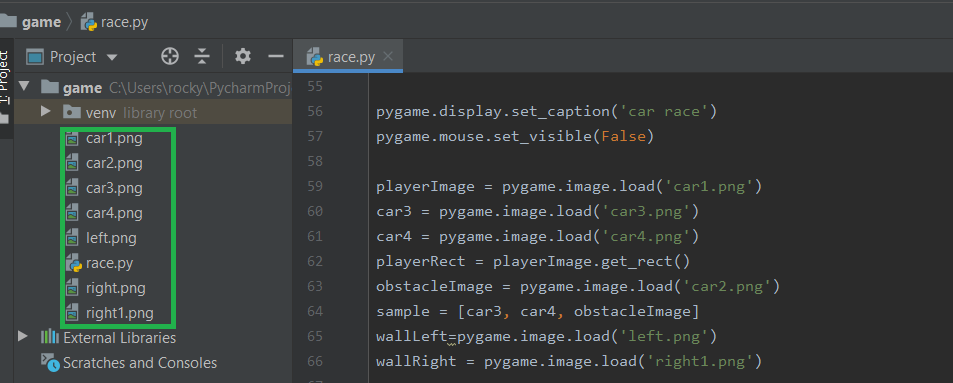 game race.py
Project
race.py
1: Project
game C:\Users\rocky\PycharmProj
venv library root
car1.png
car2.png
car3.png
car4.png
left.png
race.py
right.png
right1.png
External Libraries
Scratches and Consoles
55
56 pygame.display.set_caption('car race')
57 pygame.mouse.set_visible(False)
58
59 playerImage = pygame.image.load('car1.png')
60 car3 = pygame.image.load('car3.png')
61 car4 = pygame.image.load('car4.png')
62 playerRect = playerImage.get_rect()
63 obstacleImage = pygame.image.load('car2.png')
64 sample = [car3, car4, obstacleImage]
65 wallLeft=pygame.image.load('left.png')
66 wallRight = pygame.image.load('right1.png')